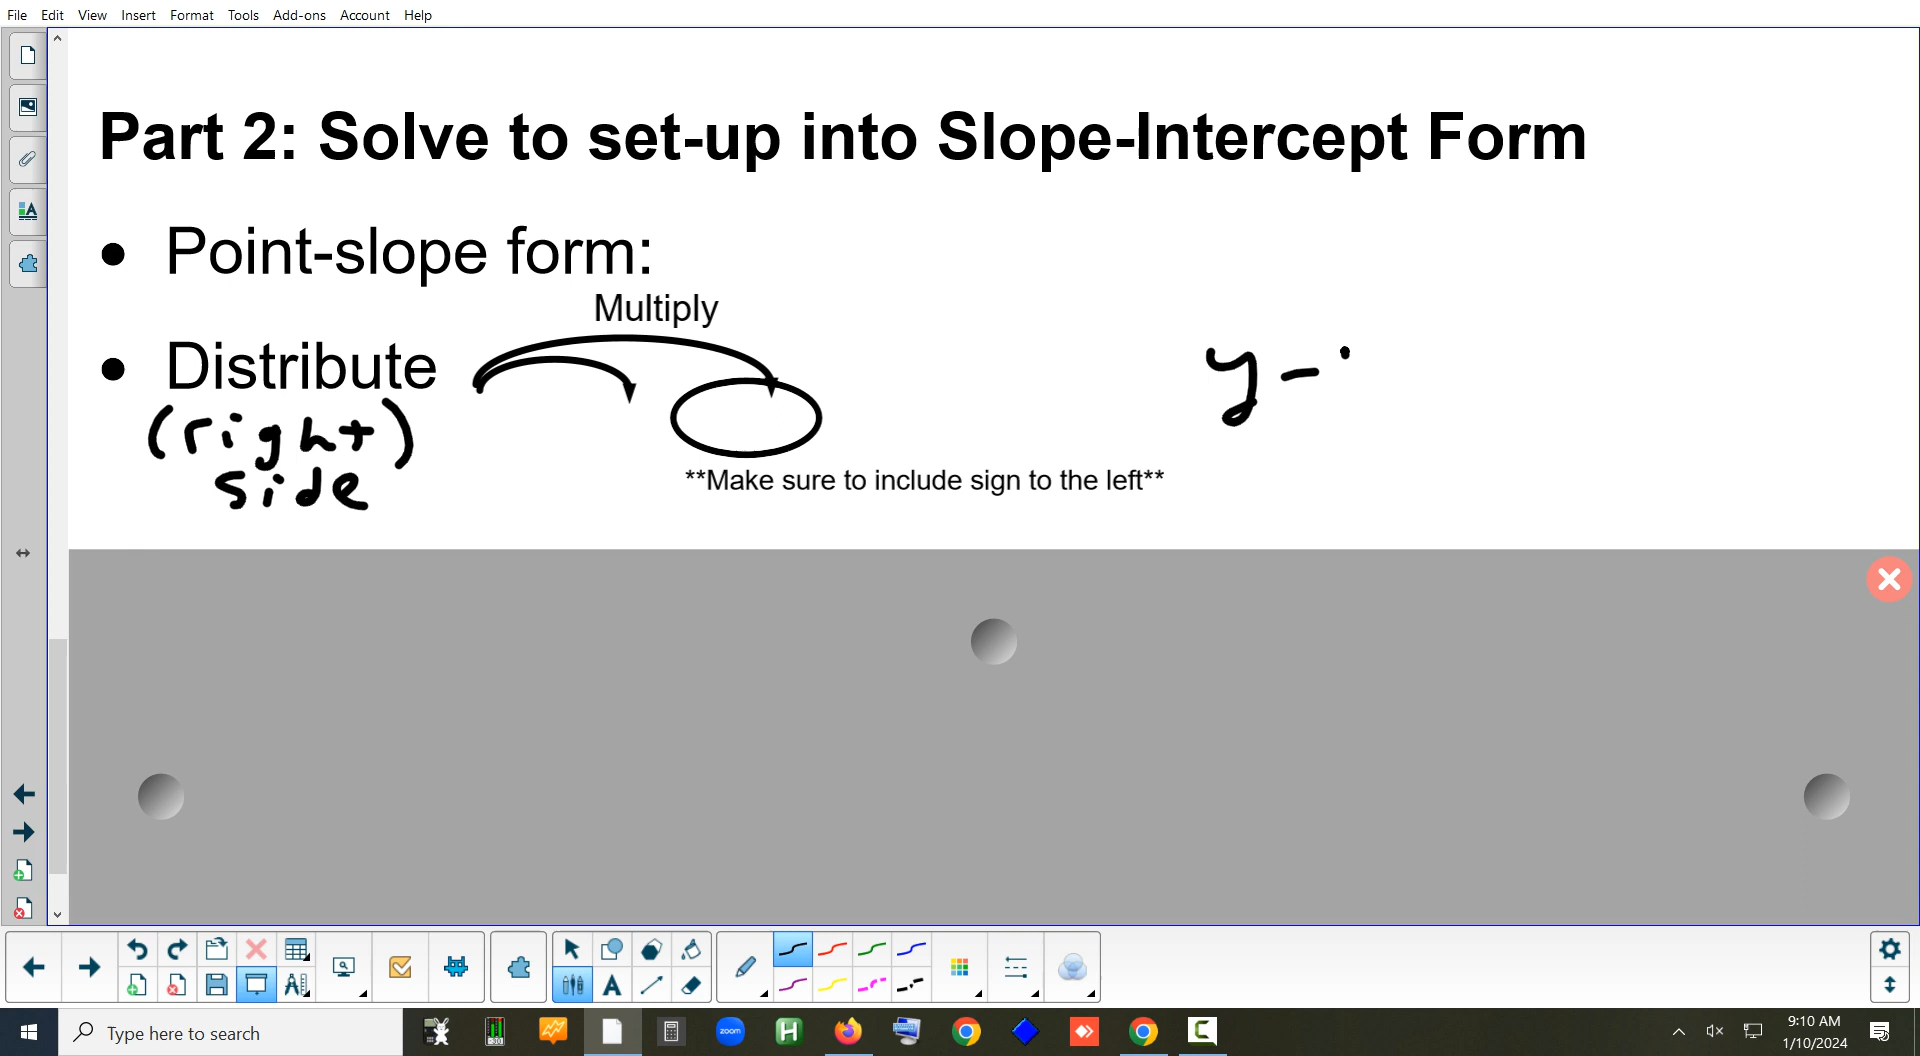 File Edit View Insert Format Tools Add-ons Account Help
Part 2: Solve to set-up into Slope-Intercept Form
● Point-slope form:
Multiply
● Distribute
(right)
side
y - 
**Make sure to include sign to the left**
A
A
zoom
H
C
Type here to search
9:10 AM
1/10/2024